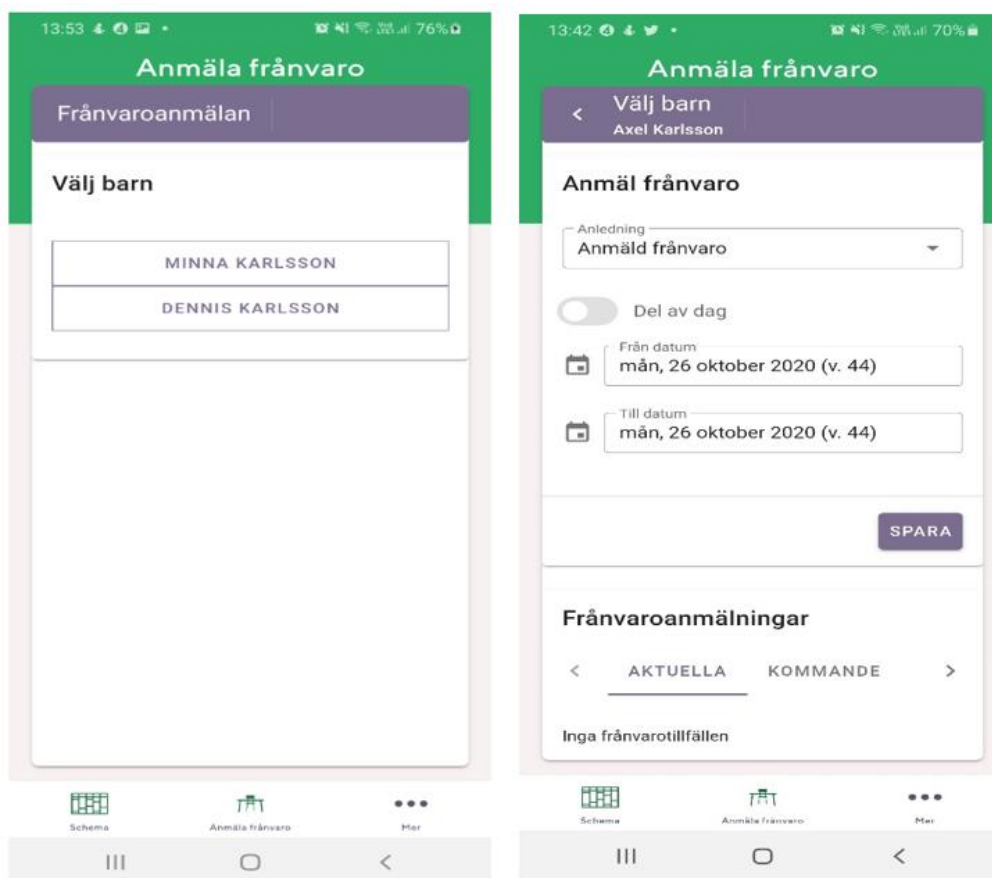 13:53
76%
Anmäla frånvaro
Frånvaroanmälan
Välj barn
MINNA KARLSSON
DENNIS KARLSSON
Schema
Anmäla frånvaro
Mer
13:42
70%
Anmäla frånvaro
Välj barn
Axel Karlsson
Anmäl frånvaro
Anledning
Anmäld frånvaro
Del av dag
Från datum
mån, 26 oktober 2020 (v. 44)
Till datum
mån, 26 oktober 2020 (v. 44)
SPARA
Frånvaroanmälningar
AKTUELLA KOMMANDE
Inga frånvarotillfällen
Schema
Anmäla frånvaro
Mer